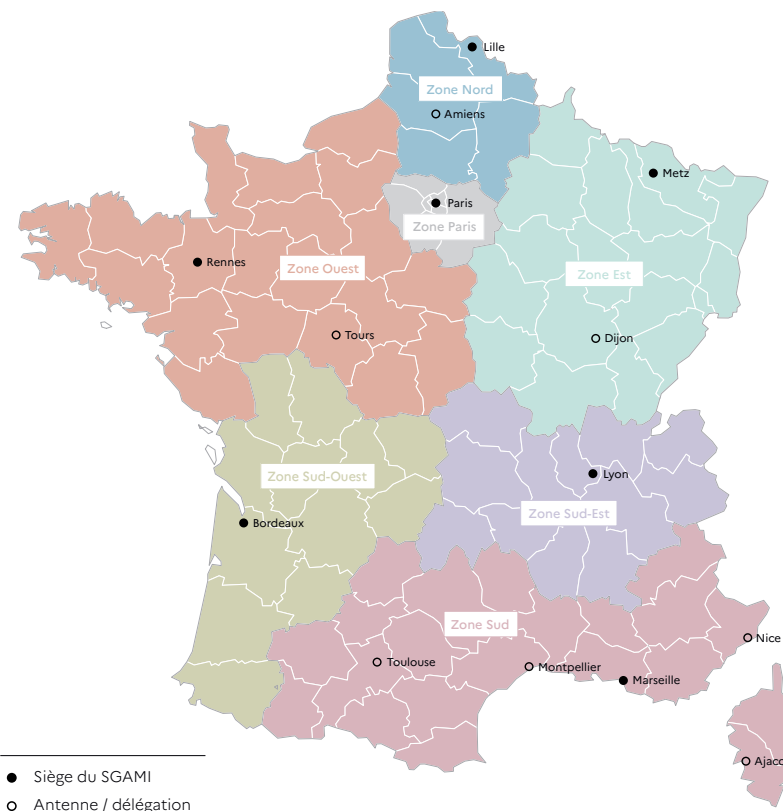 Lille
Zone Nord
Amiens
Metz
Paris
Zone Paris
Rennes
Zone Ouest
Zone Est
Tours
Dijon
Zone Sud-Ouest
Lyon
Zone Sud-Est
Bordeaux
Zone Sud
Nice
Toulouse
Montpellier
Marseille
Ajacc
Siège du SGAMI
Antenne / délégation